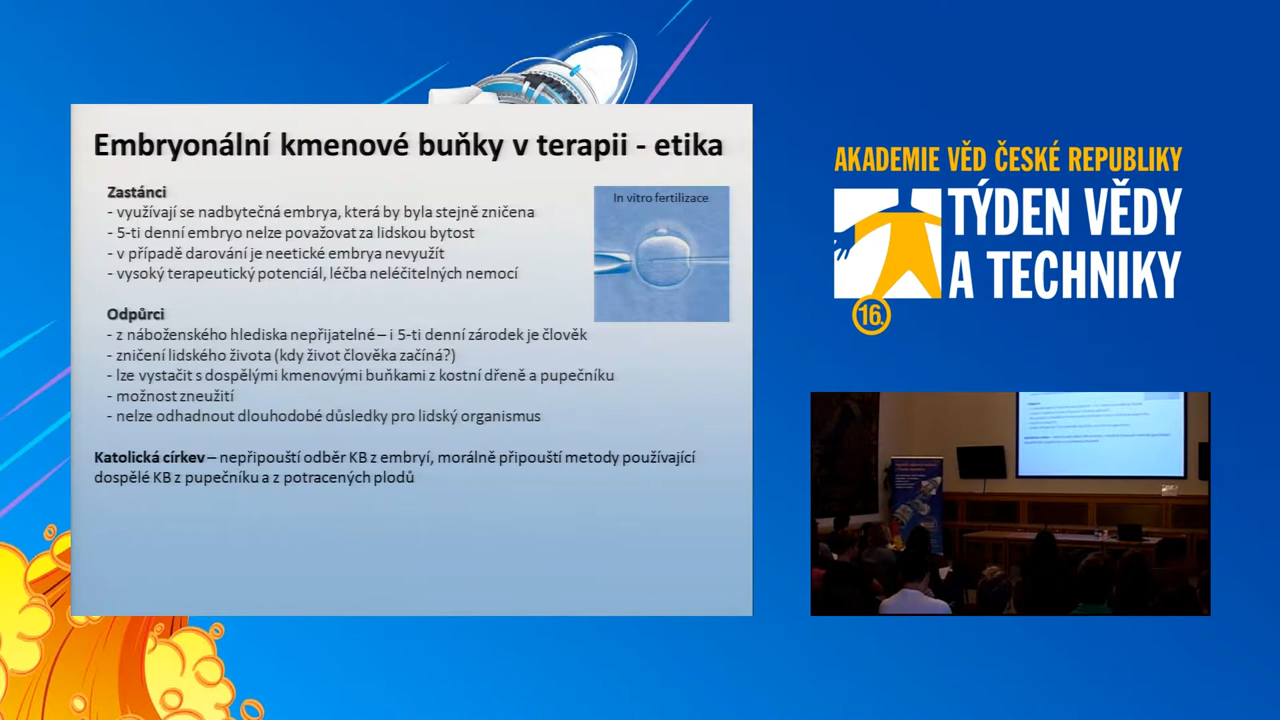 Embryonální kmenové buňky v terapii - etika
Zastánci
- využívají se nadbytečná embrya, která by byla stejně zničena
- 5-ti denní embryo nelze považovat za lidskou bytost
- v případě darování je neetické embrya nevyužít
- vysoký terapeutický potenciál, léčba neléčitelných nemocí
In vitro fertilizace
Odpůrci
- z náboženského hlediska nepřijatelné – i 5-ti denní zárodek je člověk
- zničení lidského života (kdy život člověka začíná?)
- lze vystačit s dospělými kmenovými buňkami z kostní dřeně a pupečníku
- možnost zneužití
- nelze odhadnout dlouhodobé důsledky pro lidský organismus
Katolická církev – nepřipouští odběr KB z embryí, morálně připouští metody používající
dospělé KB z pupečníku a z potracených plodů
AKADEMIE VĚD ČESKÉ REPUBLIKY
TÝDEN VĚDY
A TECHNIKY
16.